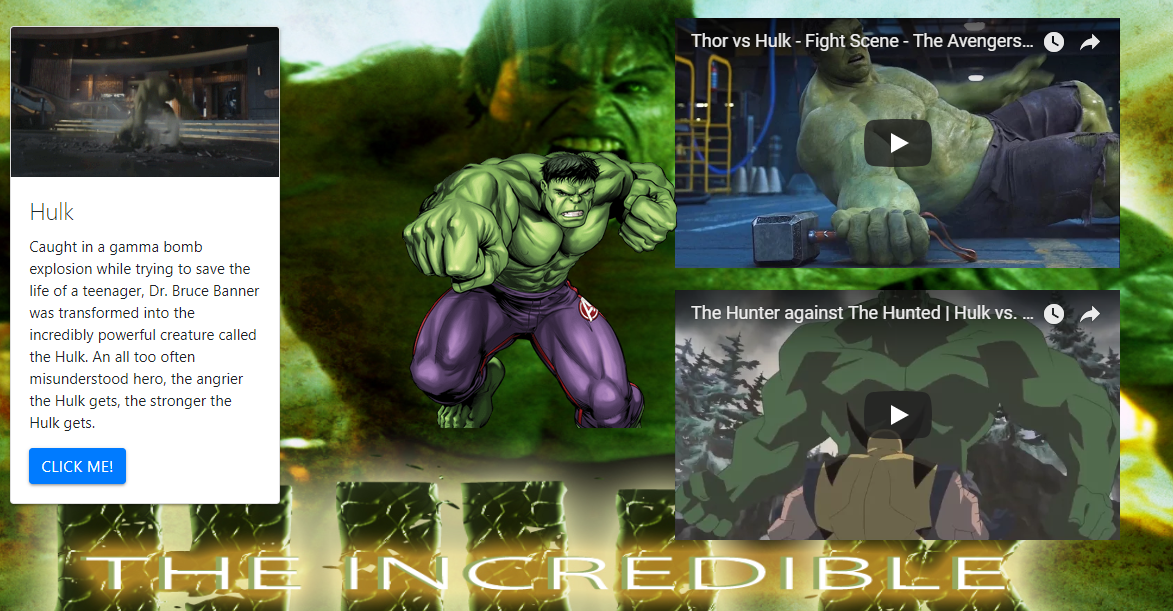 Hulk
Caught in a gamma bomb
explosion while trying to save the
life of a teenager, Dr. Bruce Banner
was transformed into the
incredibly powerful creature called
the Hulk. An all too often
misunderstood hero, the angrier
the Hulk gets, the stronger the
Hulk gets.
CLICK ME!
Thor vs Hulk - Fight Scene - The Avengers...
The Hunter against The Hunted | Hulk vs. ...
THE INCREDIBLE